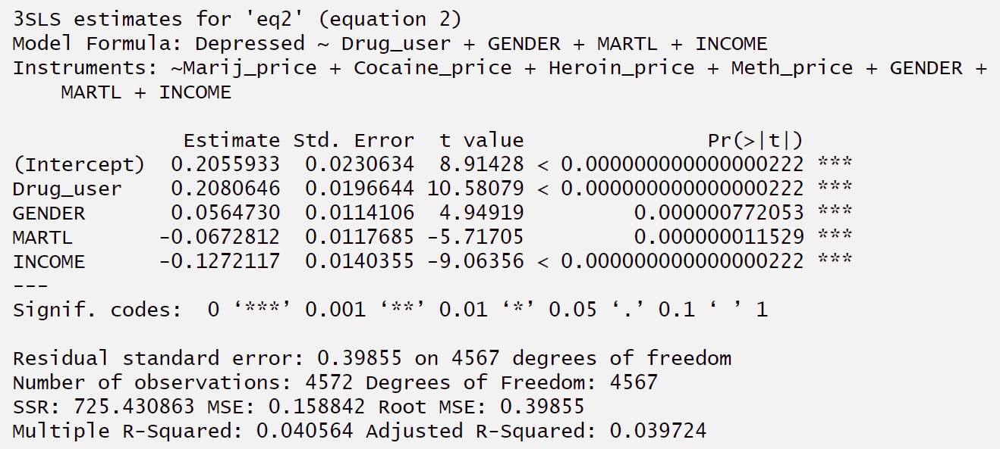 3SLS estimates for 'eq2' (equation 2)
Model Formula: Depressed ~ Drug_user + GENDER + MARTL + INCOME
Instruments: ~Marij_price + Cocaine_price + Heroin_price + Meth_price + GENDER +
    MARTL + INCOME

              Estimate Std. Error  t value               Pr(>|t|)
(Intercept)  0.2055933  0.0230634  8.91428 < 0.000000000000000222 ***
Drug_user    0.2080646  0.0196644 10.58079 < 0.000000000000000222 ***
GENDER       0.0564730  0.0114106  4.94919         0.000000772053 ***
MARTL       -0.0672812  0.0117685 -5.71705         0.000000011529 ***
INCOME      -0.1272117  0.0140355 -9.06356 < 0.000000000000000222 ***
---
Signif. codes:  0 ‘***’ 0.001 ‘**’ 0.01 ‘*’ 0.05 ‘.’ 0.1 ‘ ’ 1

Residual standard error: 0.39855 on 4567 degrees of freedom
Number of observations: 4572 Degrees of Freedom: 4567
SSR: 725.430863 MSE: 0.158842 Root MSE: 0.39855
Multiple R-Squared: 0.040564 Adjusted R-Squared: 0.039724